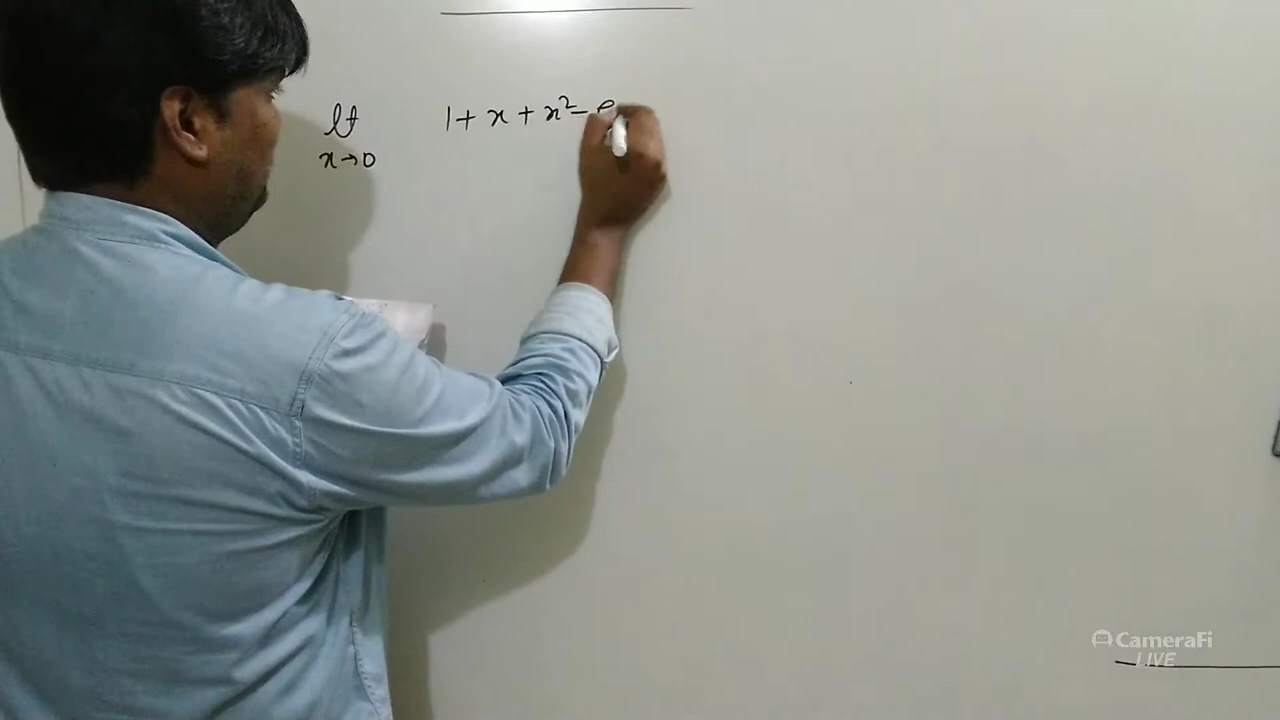 lt 1 + x + x² - e
x→0
CameraFi
LIVE